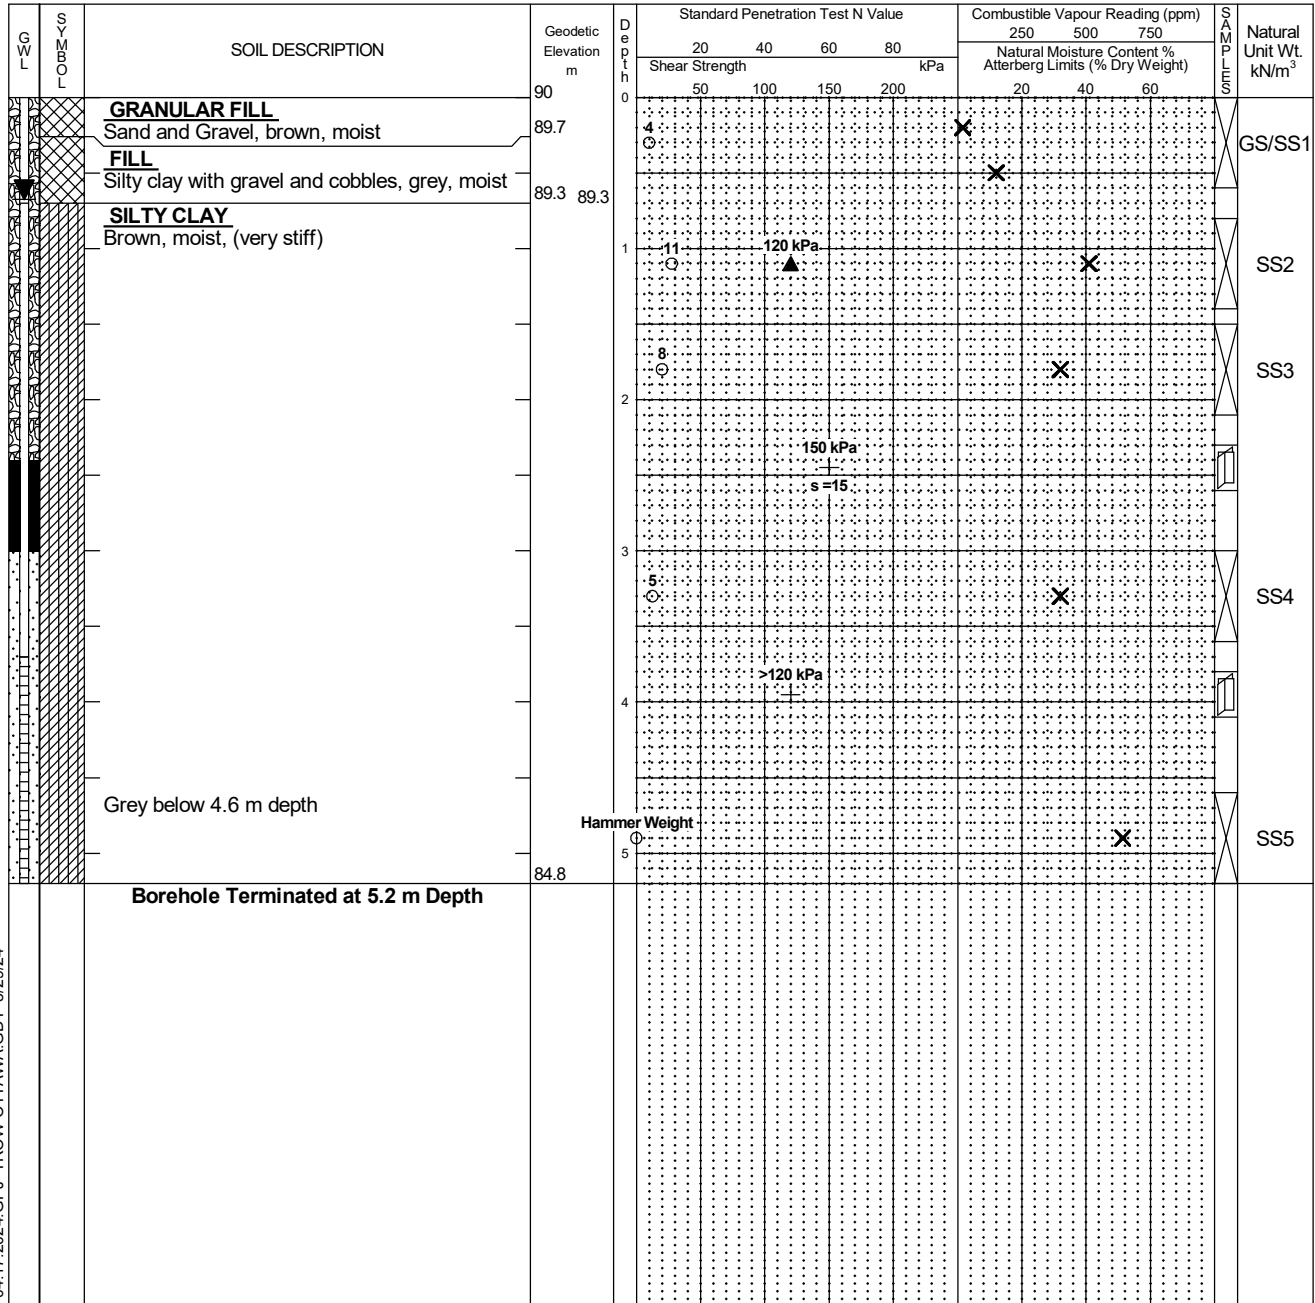 GWL
SYMBOL
SOIL DESCRIPTION
Geodetic
Elevation
m
Depth
Standard Penetration Test N Value
20 40 60 80
Shear Strength kPa
50 100 150 200
Combustible Vapour Reading (ppm)
250 500 750
Natural Moisture Content %
Atterberg Limits (% Dry Weight)
20 40 60
SAMPLES
Natural
Unit Wt.
kN/m³
90
0
GRANULAR FILL
Sand and Gravel, brown, moist
89.7
4
GS/SS1
FILL
Silty clay with gravel and cobbles, grey, moist
89.3 89.3
SILTY CLAY
Brown, moist, (very stiff)
1
11
120 kPa
SS2
8
SS3
2
150 kPa
s =15
3
5
SS4
>120 kPa
4
Grey below 4.6 m depth
Hammer Weight
SS5
5
84.8
Borehole Terminated at 5.2 m Depth